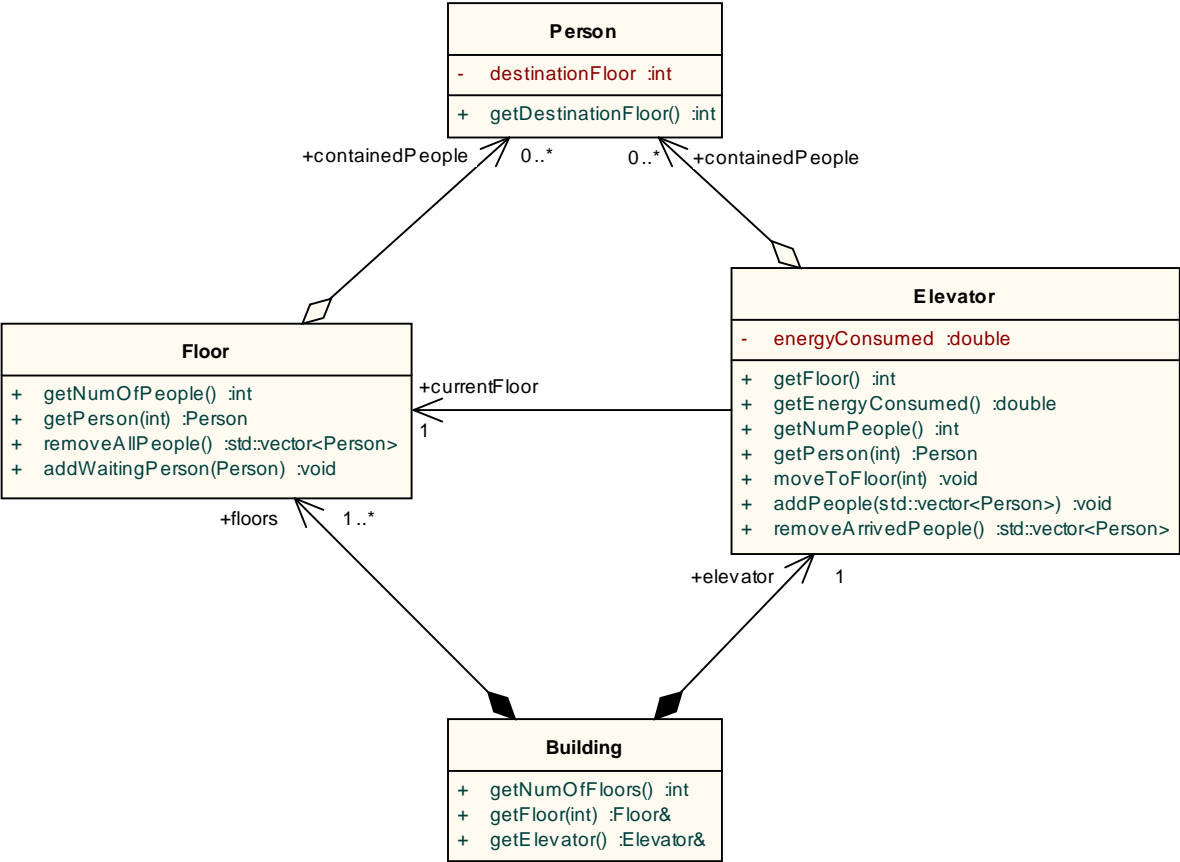 Person
- destinationFloor :int
+ getDestinationFloor() :int
+containedPeople 0..*
0..* +containedPeople
Elevator
- energyConsumed :double
+ getFloor() :int
+ getEnergyConsumed() :double
+ getNumPeople() :int
+ getPerson(int) :Person
+ moveToFloor(int) :void
+ addPeople(std::vector<Person>) :void
+ removeArrivedPeople() :std::vector<Person>
Floor
+ getNumOfPeople() :int
+ getPerson(int) :Person
+ removeAllPeople() :std::vector<Person>
+ addWaitingPerson(Person) :void
+currentFloor
1
+floors 1..*
+elevator 1
Building
+ getNumOfFloors() :int
+ getFloor(int) :Floor&
+ getElevator() :Elevator&